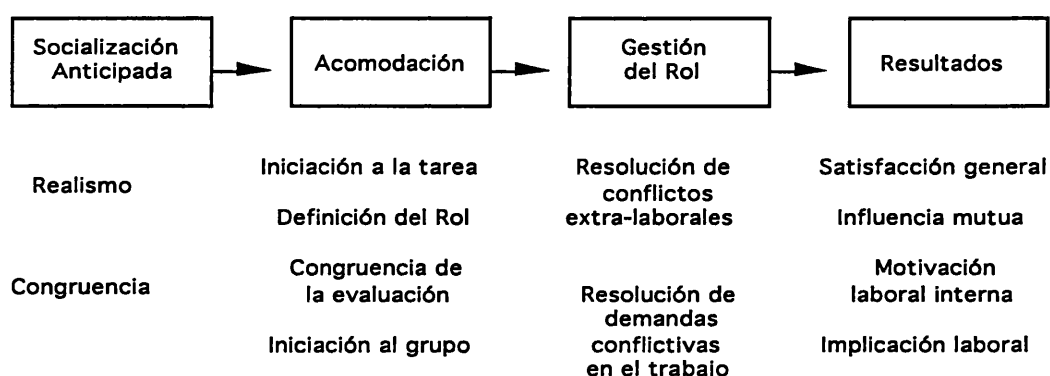 Socialización
Anticipada
Acomodación
Gestión
del Rol
Resultados
Realismo
Congruencia
Iniciación a la tarea
Definición del Rol
Congruencia de
la evaluación
Iniciación al grupo
Resolución de
conflictos
extra-laborales
Resolución de
demandas
conflictivas
en el trabajo
Satisfacción general
Influencia mutua
Motivación
laboral interna
Implicación laboral